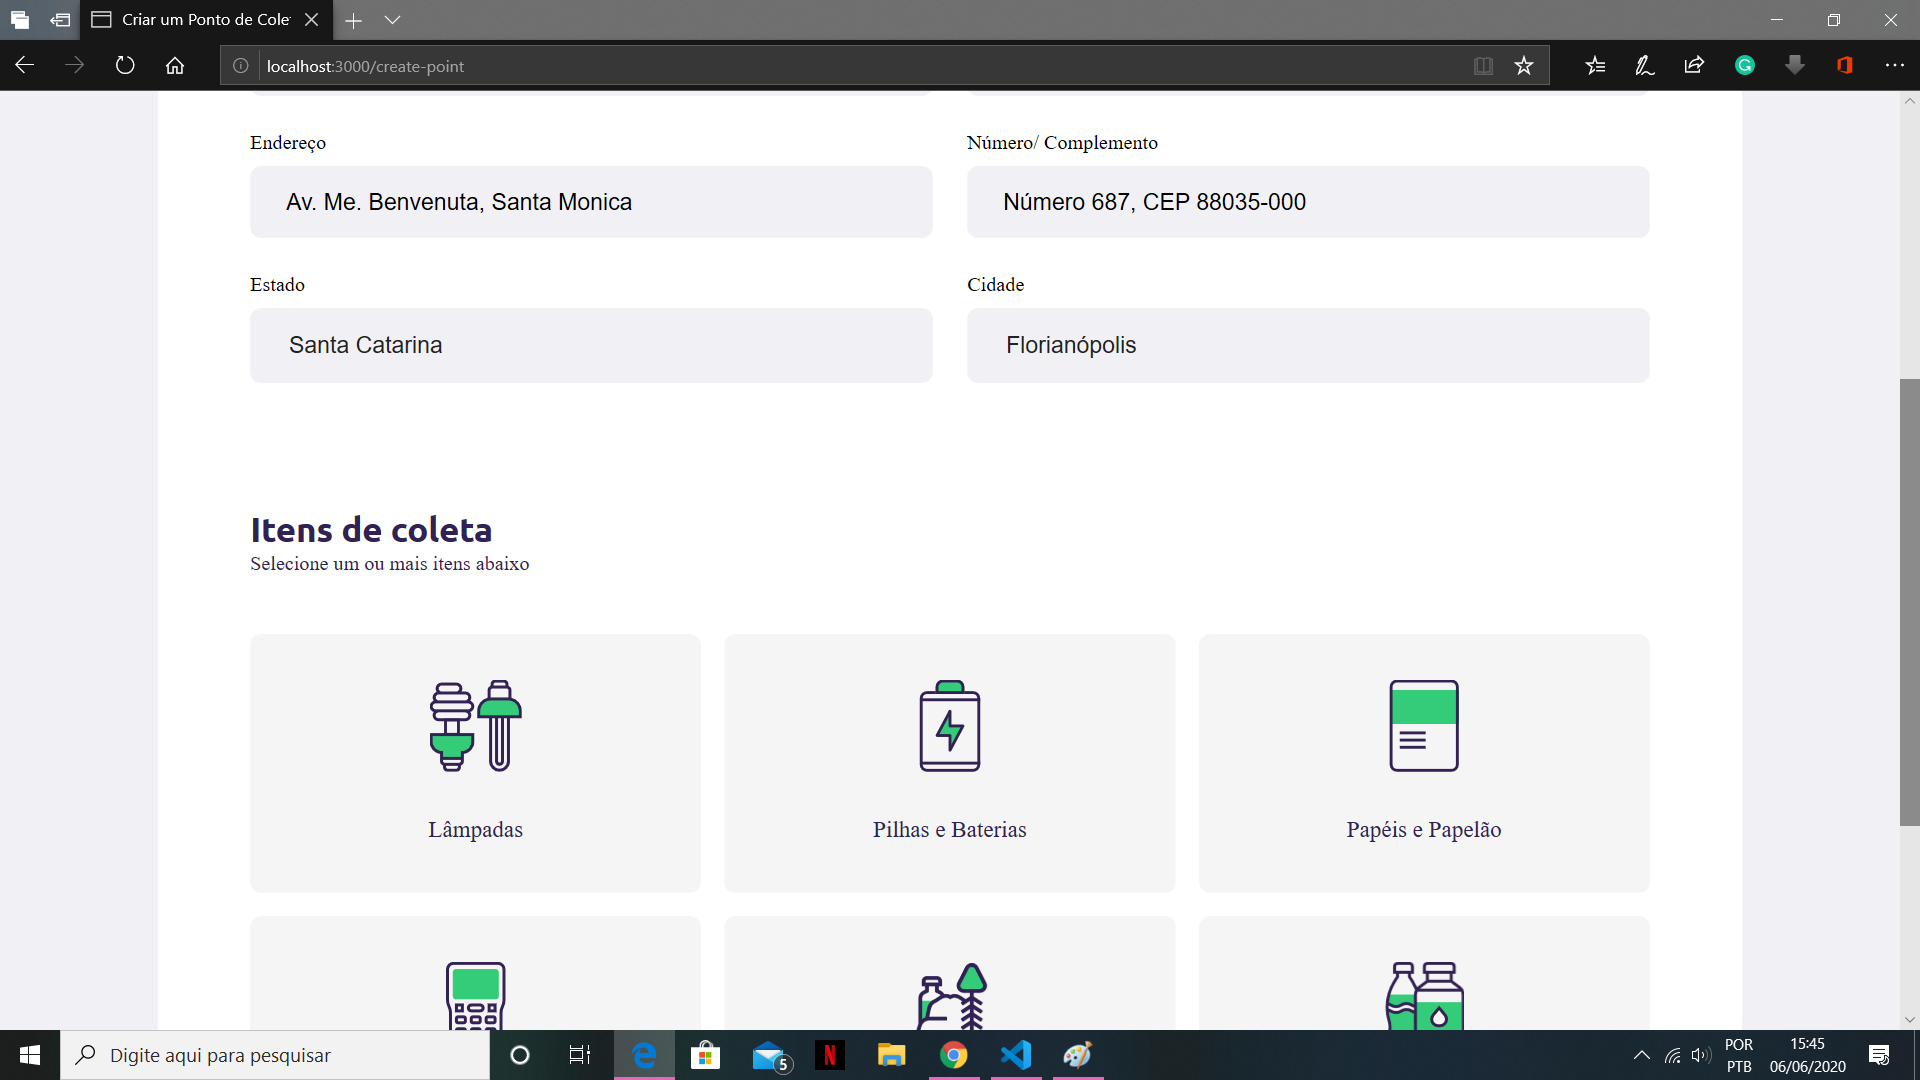 Criar um Ponto de Cole
localhost:3000/create-point
Endereço
Número/ Complemento
Av. Me. Benvenuta, Santa Monica
Número 687, CEP 88035-000
Estado
Cidade
Santa Catarina
Florianópolis
Itens de coleta
Selecione um ou mais itens abaixo
Lâmpadas
Pilhas e Baterias
Papéis e Papelão
Digite aqui para pesquisar
5
N
POR
PTB
15:45
06/06/2020